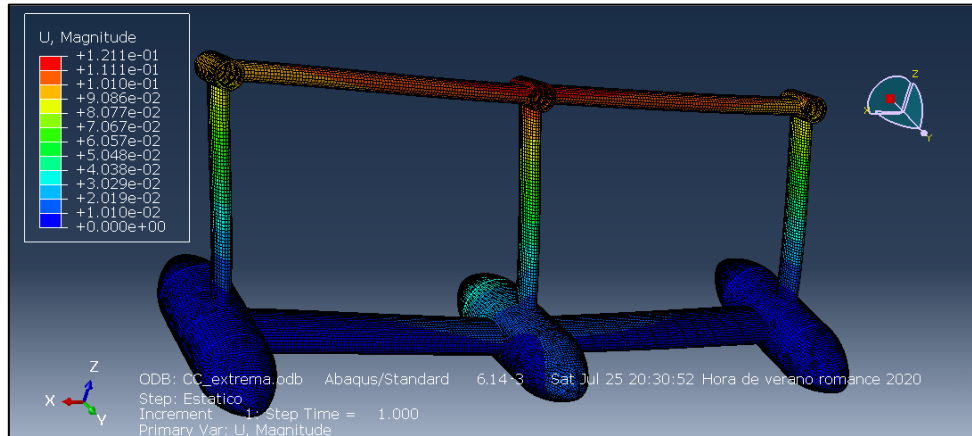 U, Magnitude
+1.211e-01
+1.111e-01
+1.010e-01
+9.086e-02
+8.077e-02
+7.067e-02
+6.057e-02
+5.048e-02
+4.038e-02
+3.029e-02
+2.019e-02
+1.010e-02
+0.000e+00
Z
X
Y
Z
X
Y
ODB: CC_extrema.odb Abaqus/Standard 6.14-3 Sat Jul 25 20:30:52 Hora de verano romance 2020
Step: Estatico
Increment 1: Step Time = 1.000
Primary Var: U, Magnitude